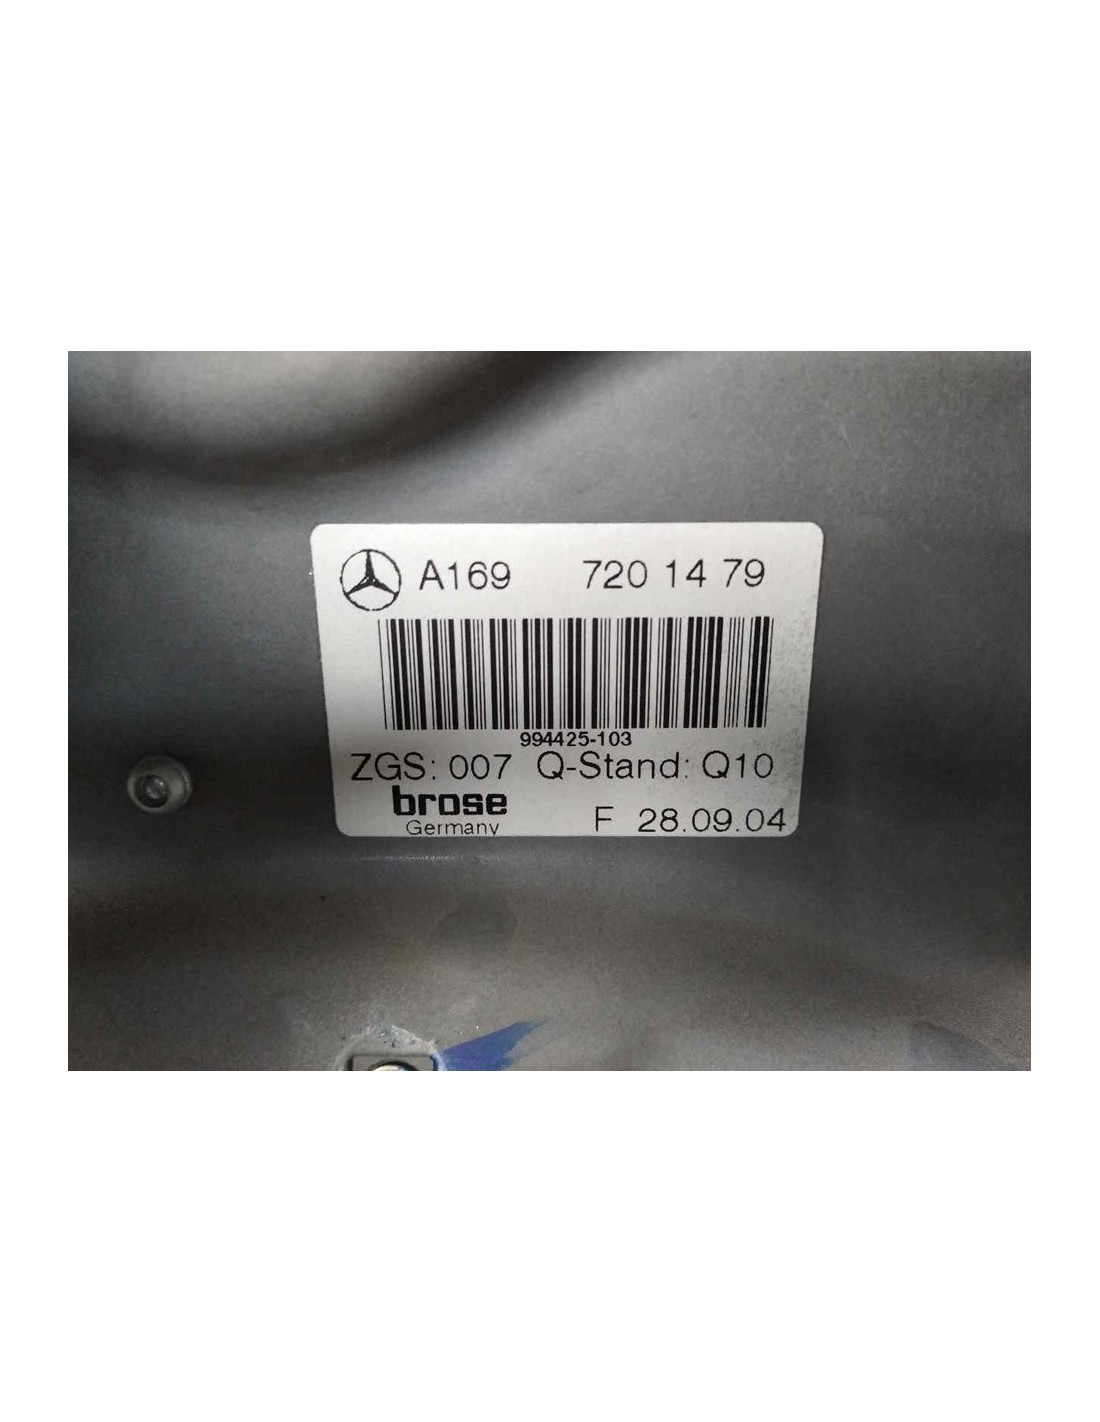 A169 720 14 79
994425-103
ZGS: 007 Q-Stand: Q10
brose
Germany
F 28.09.04